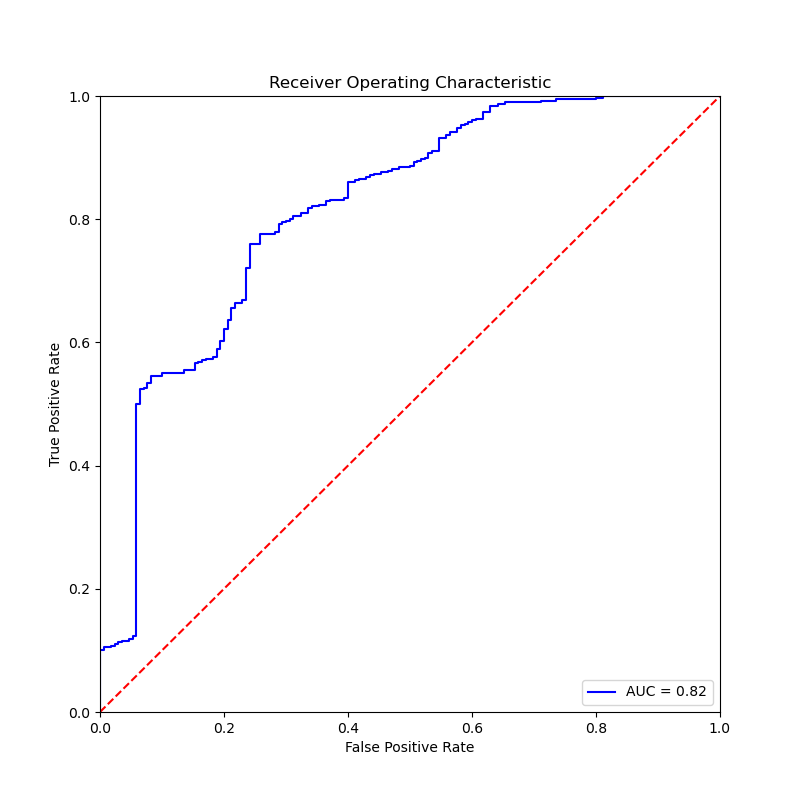 Receiver Operating Characteristic
True Positive Rate
1.0
0.8
0.6
0.4
0.2
0.0
0.0 0.2 0.4 0.6 0.8 1.0
False Positive Rate
AUC = 0.82